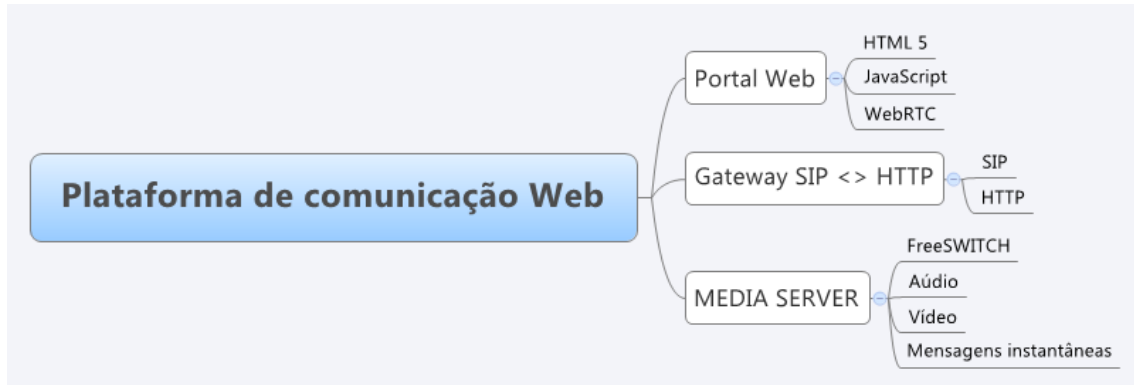 Plataforma de comunicação Web
Portal Web
HTML 5
JavaScript
WebRTC
Gateway SIP <> HTTP
SIP
HTTP
MEDIA SERVER
FreeSWITCH
Aúdio
Vídeo
Mensagens instantâneas